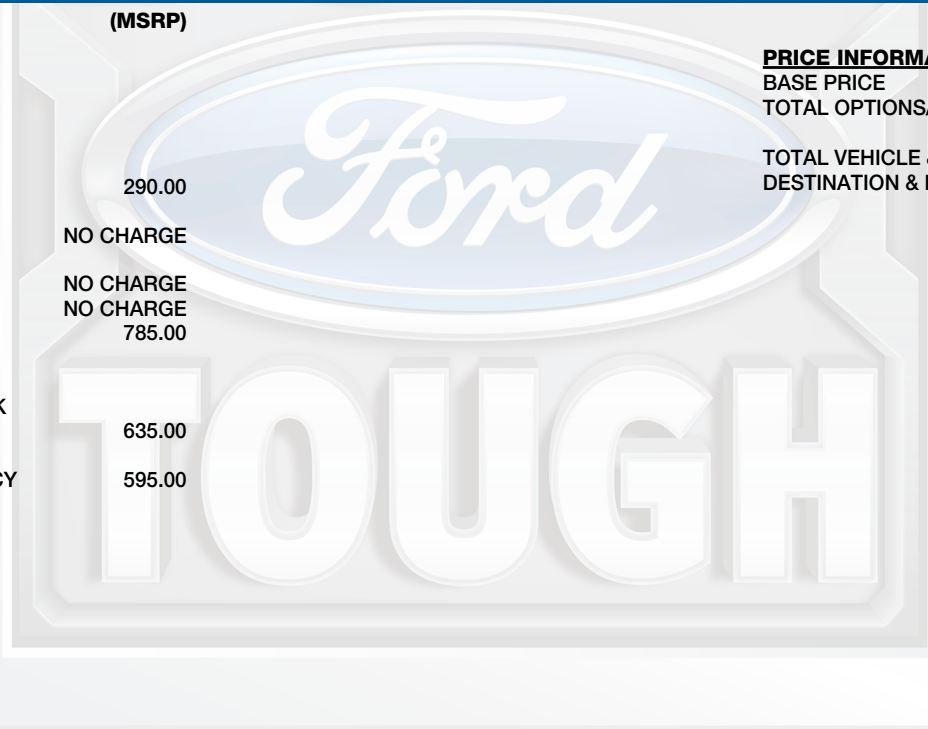 (MSRP)
290.00
NO CHARGE
NO CHARGE
NO CHARGE
785.00
K
635.00
CY 595.00
PRICE INFORMA
BASE PRICE
TOTAL OPTIONS
TOTAL VEHICLE &
DESTINATION &
Ford
TOUGH